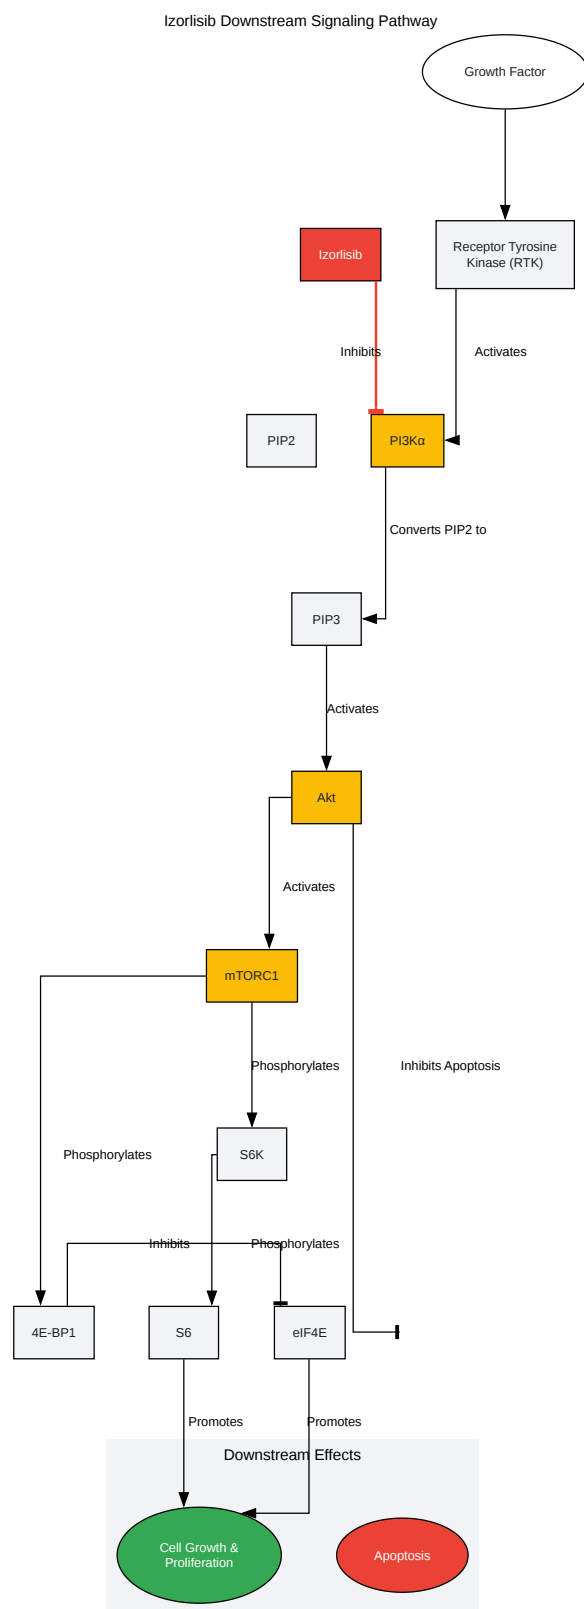 Izorlisib Downstream Signaling Pathway
Growth Factor
Izorlisib
Receptor Tyrosine
Kinase (RTK)
Inhibits
Activates
PIP2
PI3Kα
Converts PIP2 to
PIP3
Activates
Akt
Activates
mTORC1
Phosphorylates
Inhibits Apoptosis
Phosphorylates
S6K
Inhibits
Phosphorylates
4E-BP1
S6
eIF4E
Promotes
Promotes
Downstream Effects
Cell Growth &
Proliferation
Apoptosis